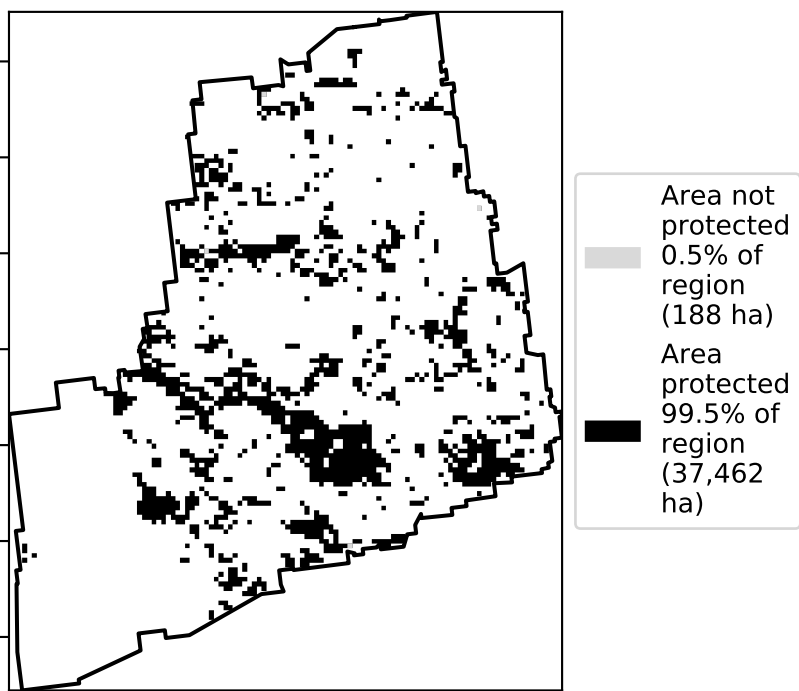 Area not
protected
0.5% of
region
(188 ha)
Area
protected
99.5% of
region
(37,462
ha)